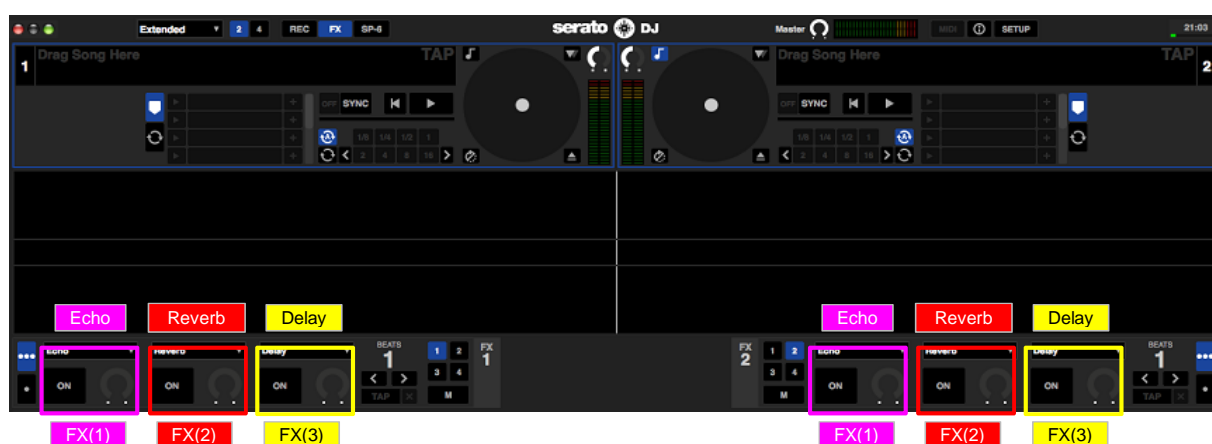 Extended 2 4 REC FX SP-6 serato DJ Master MIDI SETUP 21:03
1 Drag Song Here TAP Drag Song Here TAP 2
OFF SYNC OFF SYNC
1/8 1/4 1/2 1 1/8 1/4 1/2 1
2 4 8 16 2 4 8 16
Echo Reverb Delay Echo Reverb Delay
Echo Reverb Delay BEATS 1 1 2 FX 1 FX 2 1 2 Echo Reverb Delay BEATS 1
3 4 3 4
ON ON ON TAP X M M ON ON ON TAP X
FX(1) FX(2) FX(3) FX(1) FX(2) FX(3)